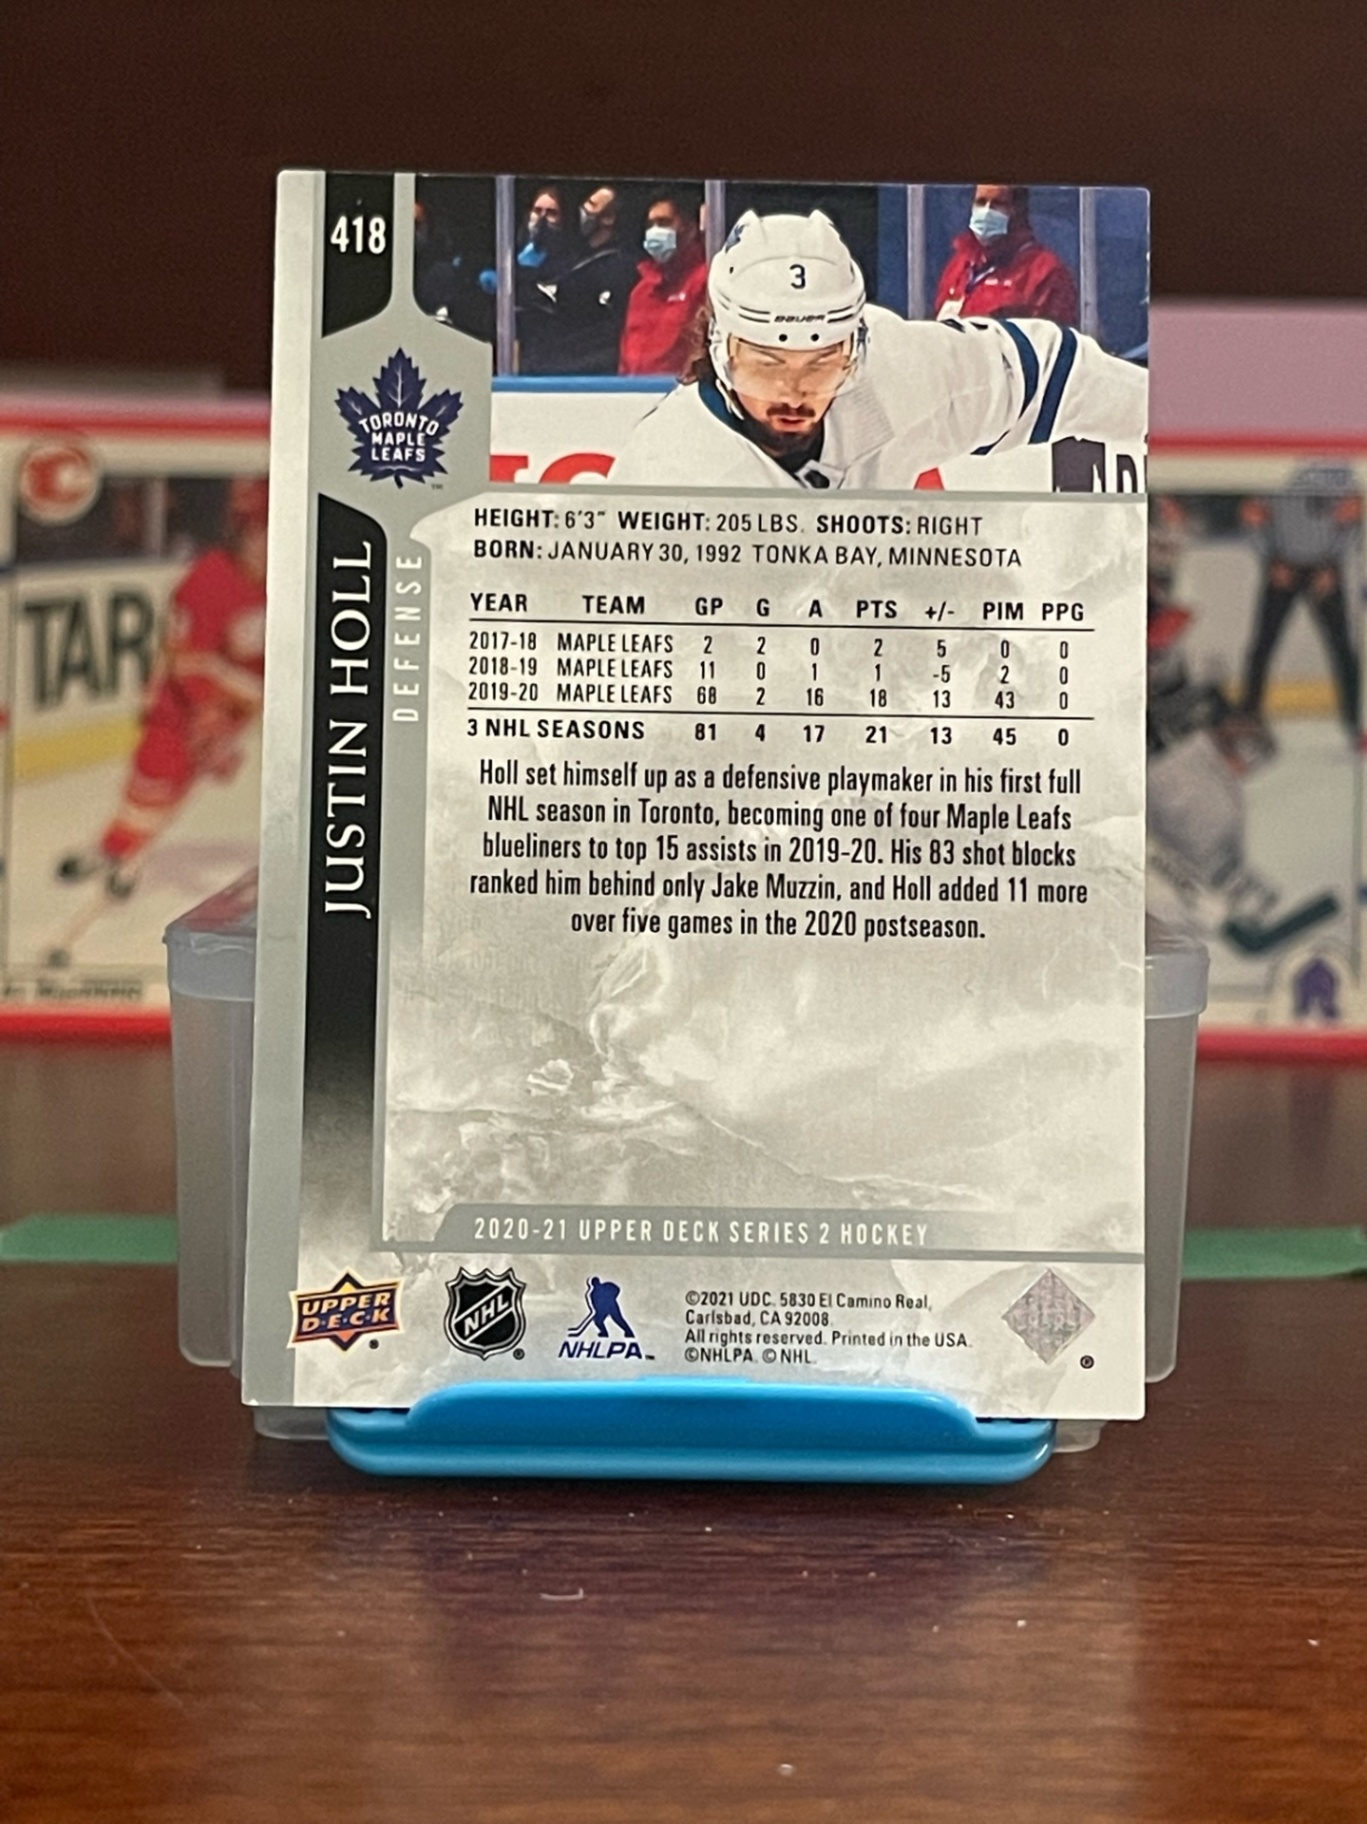 418
3
BAUER
TORONTO
MAPLE
LEAFS
™
JUSTIN HOLL
DEFENSE
HEIGHT: 6'3" WEIGHT: 205 LBS. SHOOTS: RIGHT
BORN: JANUARY 30, 1992 TONKA BAY, MINNESOTA
YEAR TEAM GP G A PTS +/- PIM PPG
2017-18 MAPLE LEAFS 2 2 0 2 5 0 0
2018-19 MAPLE LEAFS 11 0 1 1 -5 2 0
2019-20 MAPLE LEAFS 68 2 16 18 13 43 0
3 NHL SEASONS 81 4 17 21 13 45 0
Holl set himself up as a defensive playmaker in his first full
NHL season in Toronto, becoming one of four Maple Leafs
blueliners to top 15 assists in 2019-20. His 83 shot blocks
ranked him behind only Jake Muzzin, and Holl added 11 more
over five games in the 2020 postseason.
2020-21 UPPER DECK SERIES 2 HOCKEY
UPPER
D·E·C·K
®
NHL
®
NHLPA™
©2021 UDC. 5830 El Camino Real,
Carlsbad, CA 92008.
All rights reserved. Printed in the USA.
©NHLPA. © NHL.
®
TAR